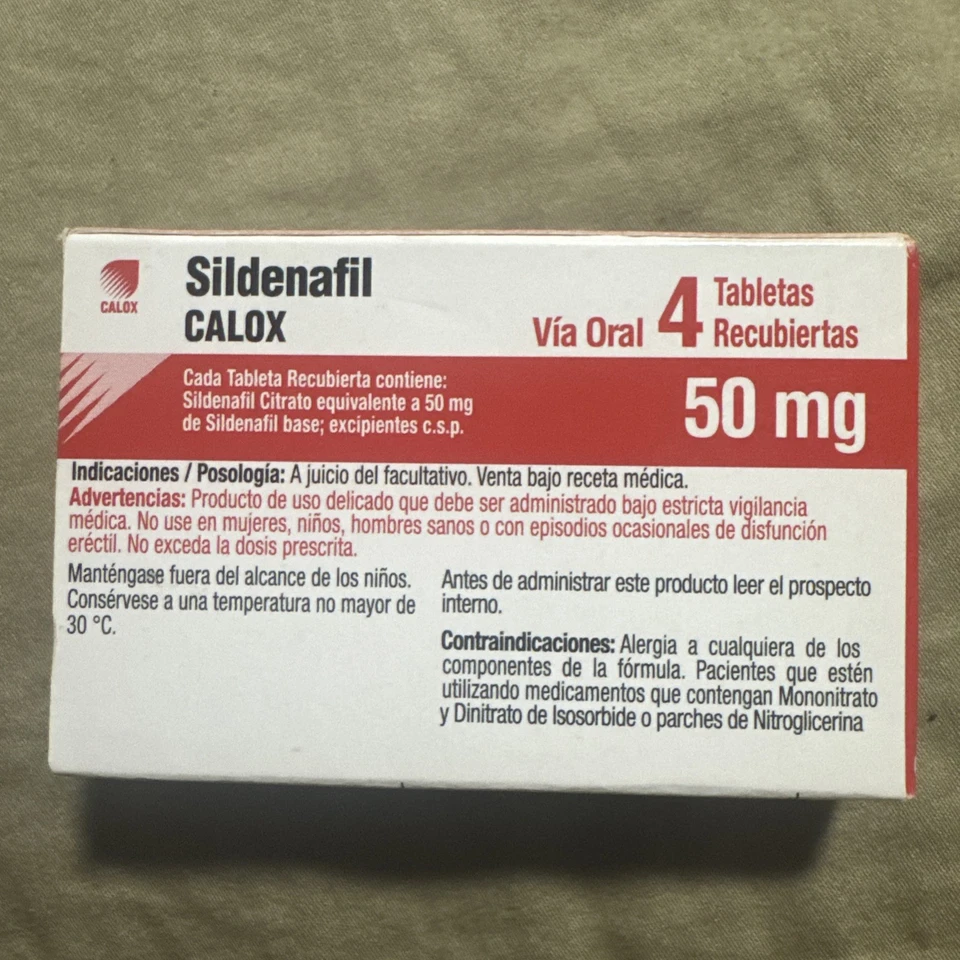 CALOX
Sildenafil
CALOX
Vía Oral 4 Tabletas
Recubiertas
Cada Tableta Recubierta contiene:
Sildenafil Citrato equivalente a 50 mg
de Sildenafil base; excipientes c.s.p.
50 mg
Indicaciones / Posología: A juicio del facultativo. Venta bajo receta médica.
Advertencias: Producto de uso delicado que debe ser administrado bajo estricta vigilancia
médica. No use en mujeres, niños, hombres sanos o con episodios ocasionales de disfunción
eréctil. No exceda la dosis prescrita.
Manténgase fuera del alcance de los niños.
Consérvese a una temperatura no mayor de
30 °C.
Antes de administrar este producto leer el prospecto
interno.
Contraindicaciones: Alergia a cualquiera de los
componentes de la fórmula. Pacientes que estén
utilizando medicamentos que contengan Mononitrato
y Dinitrato de Isosorbide o parches de Nitroglicerina